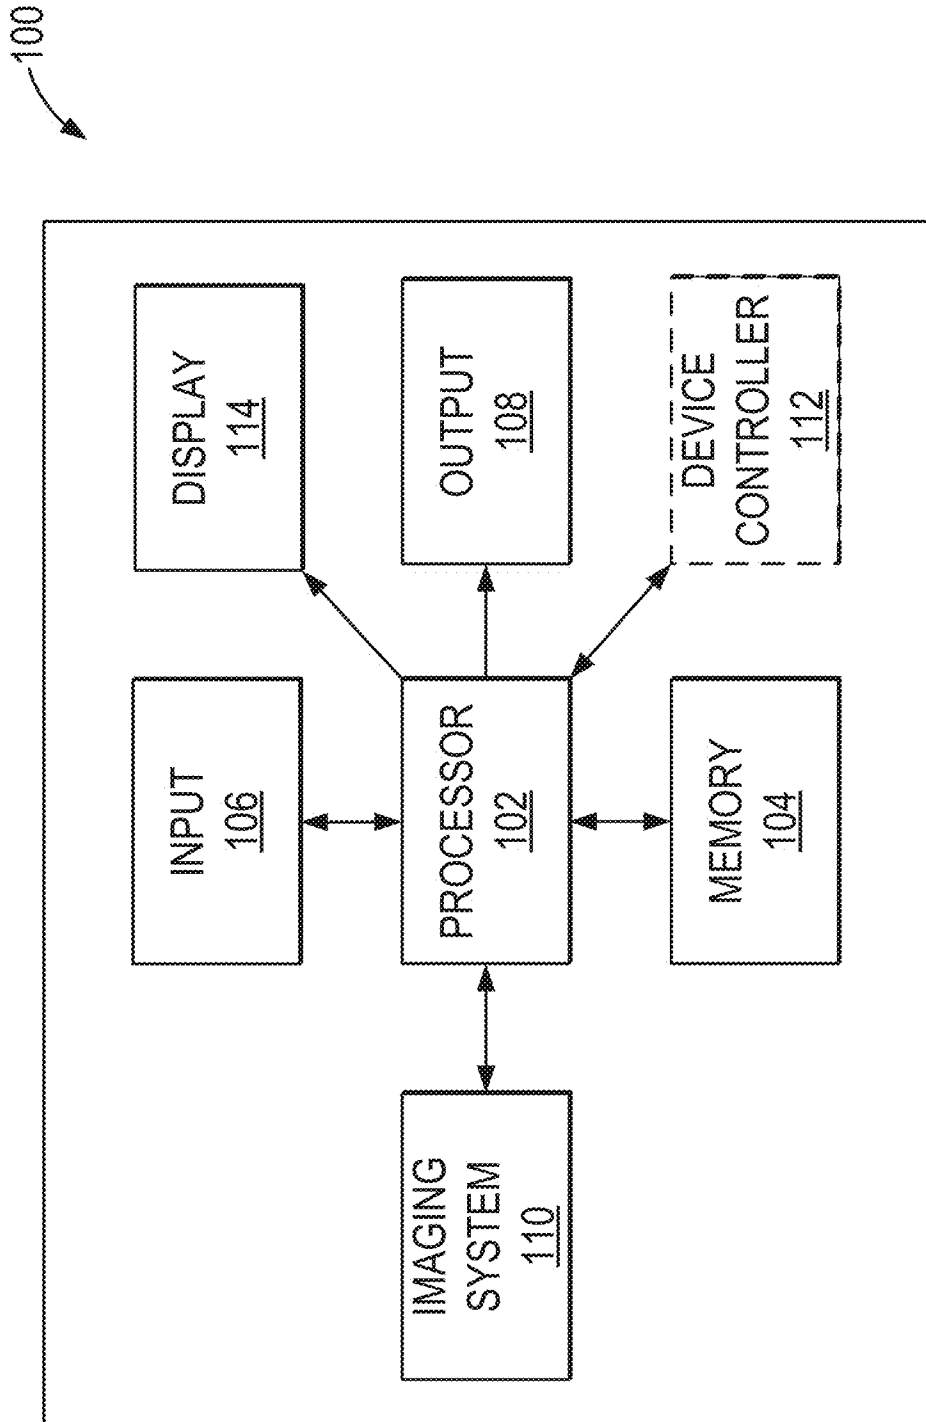 100
INPUT
106
DISPLAY
114
IMAGING
SYSTEM
110
PROCESSOR
102
OUTPUT
108
MEMORY
104
DEVICE
CONTROLLER
112